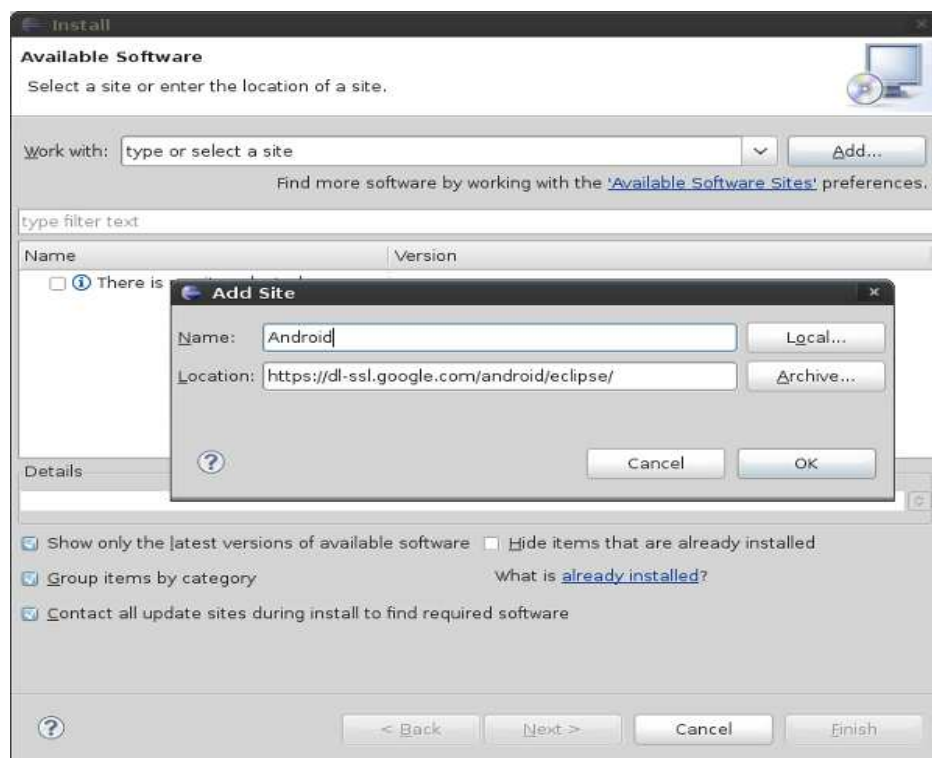 Install
Available Software
Select a site or enter the location of a site.
Work with: type or select a site Add...
Find more software by working with the 'Available Software Sites' preferences.
type filter text
Name Version
There is
Add Site
Name: Android Local...
Location: https://dl-ssl.google.com/android/eclipse/ Archive...
Cancel OK
Details
Show only the latest versions of available software Hide items that are already installed
Group items by category What is already installed?
Contact all update sites during install to find required software
< Back Next > Cancel Finish